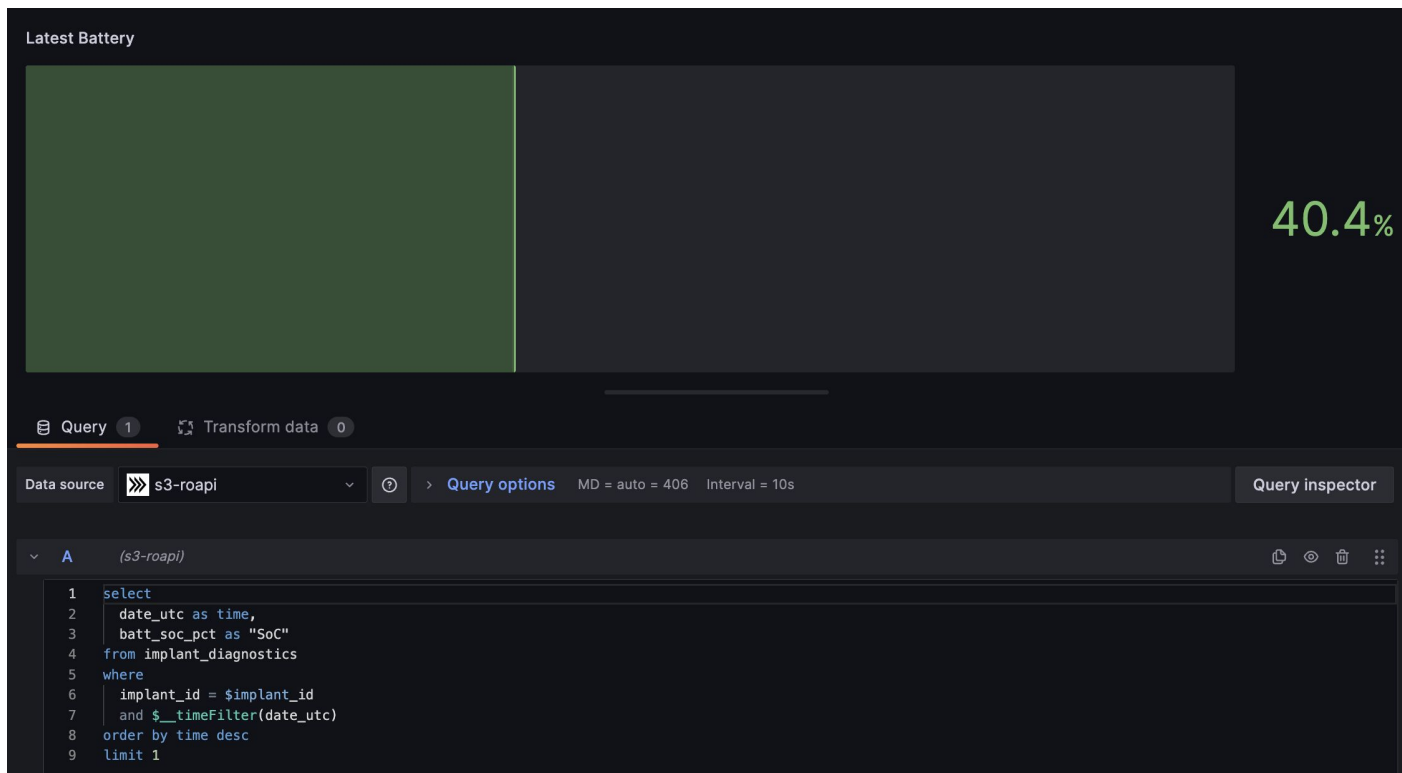 Latest Battery
40.4%
Query 1 Transform data 0
Data source s3-roapi Query options MD = auto = 406 Interval = 10s Query inspector
A (s3-roapi)
1 select
2 date_utc as time,
3 batt_soc_pct as "SoC"
4 from implant_diagnostics
5 where
6 implant_id = $implant_id
7 and $__timeFilter(date_utc)
8 order by time desc
9 limit 1